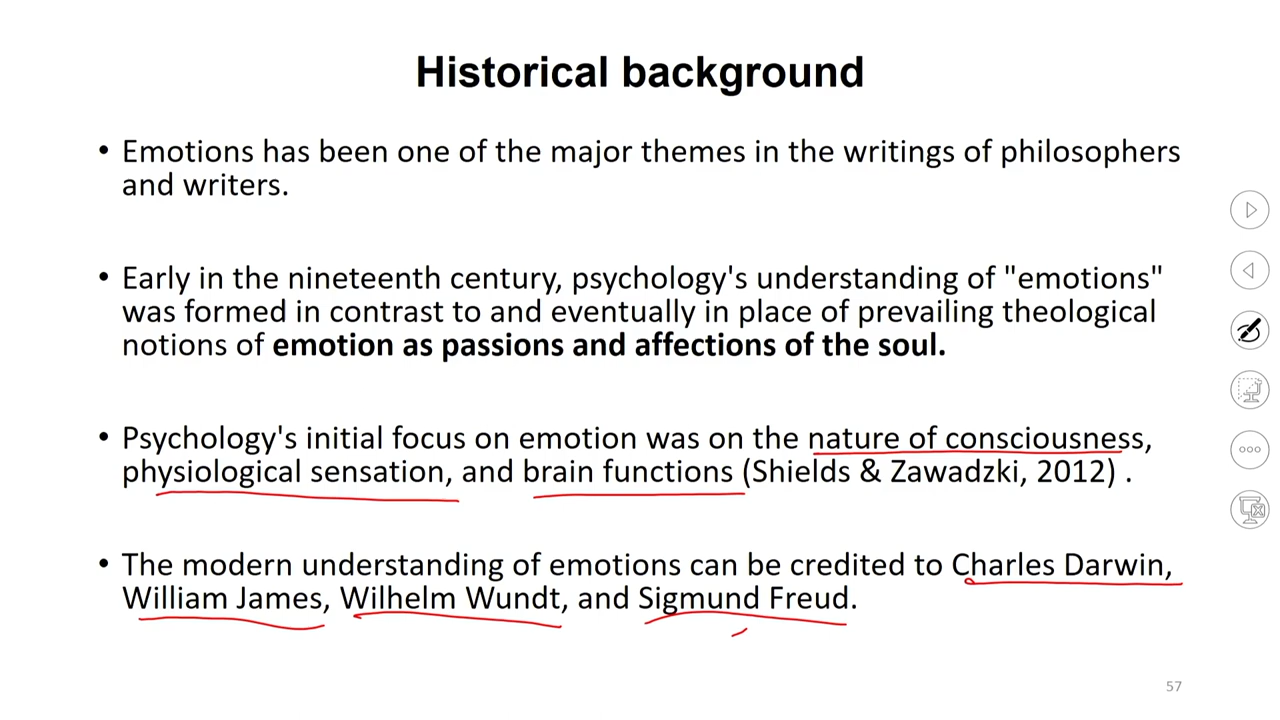 Historical background
• Emotions has been one of the major themes in the writings of philosophers
and writers.
• Early in the nineteenth century, psychology's understanding of "emotions"
was formed in contrast to and eventually in place of prevailing theological
notions of emotion as passions and affections of the soul.
• Psychology's initial focus on emotion was on the nature of consciousness,
physiological sensation, and brain functions (Shields & Zawadzki, 2012) .
• The modern understanding of emotions can be credited to Charles Darwin,
William James, Wilhelm Wundt, and Sigmund Freud.
57